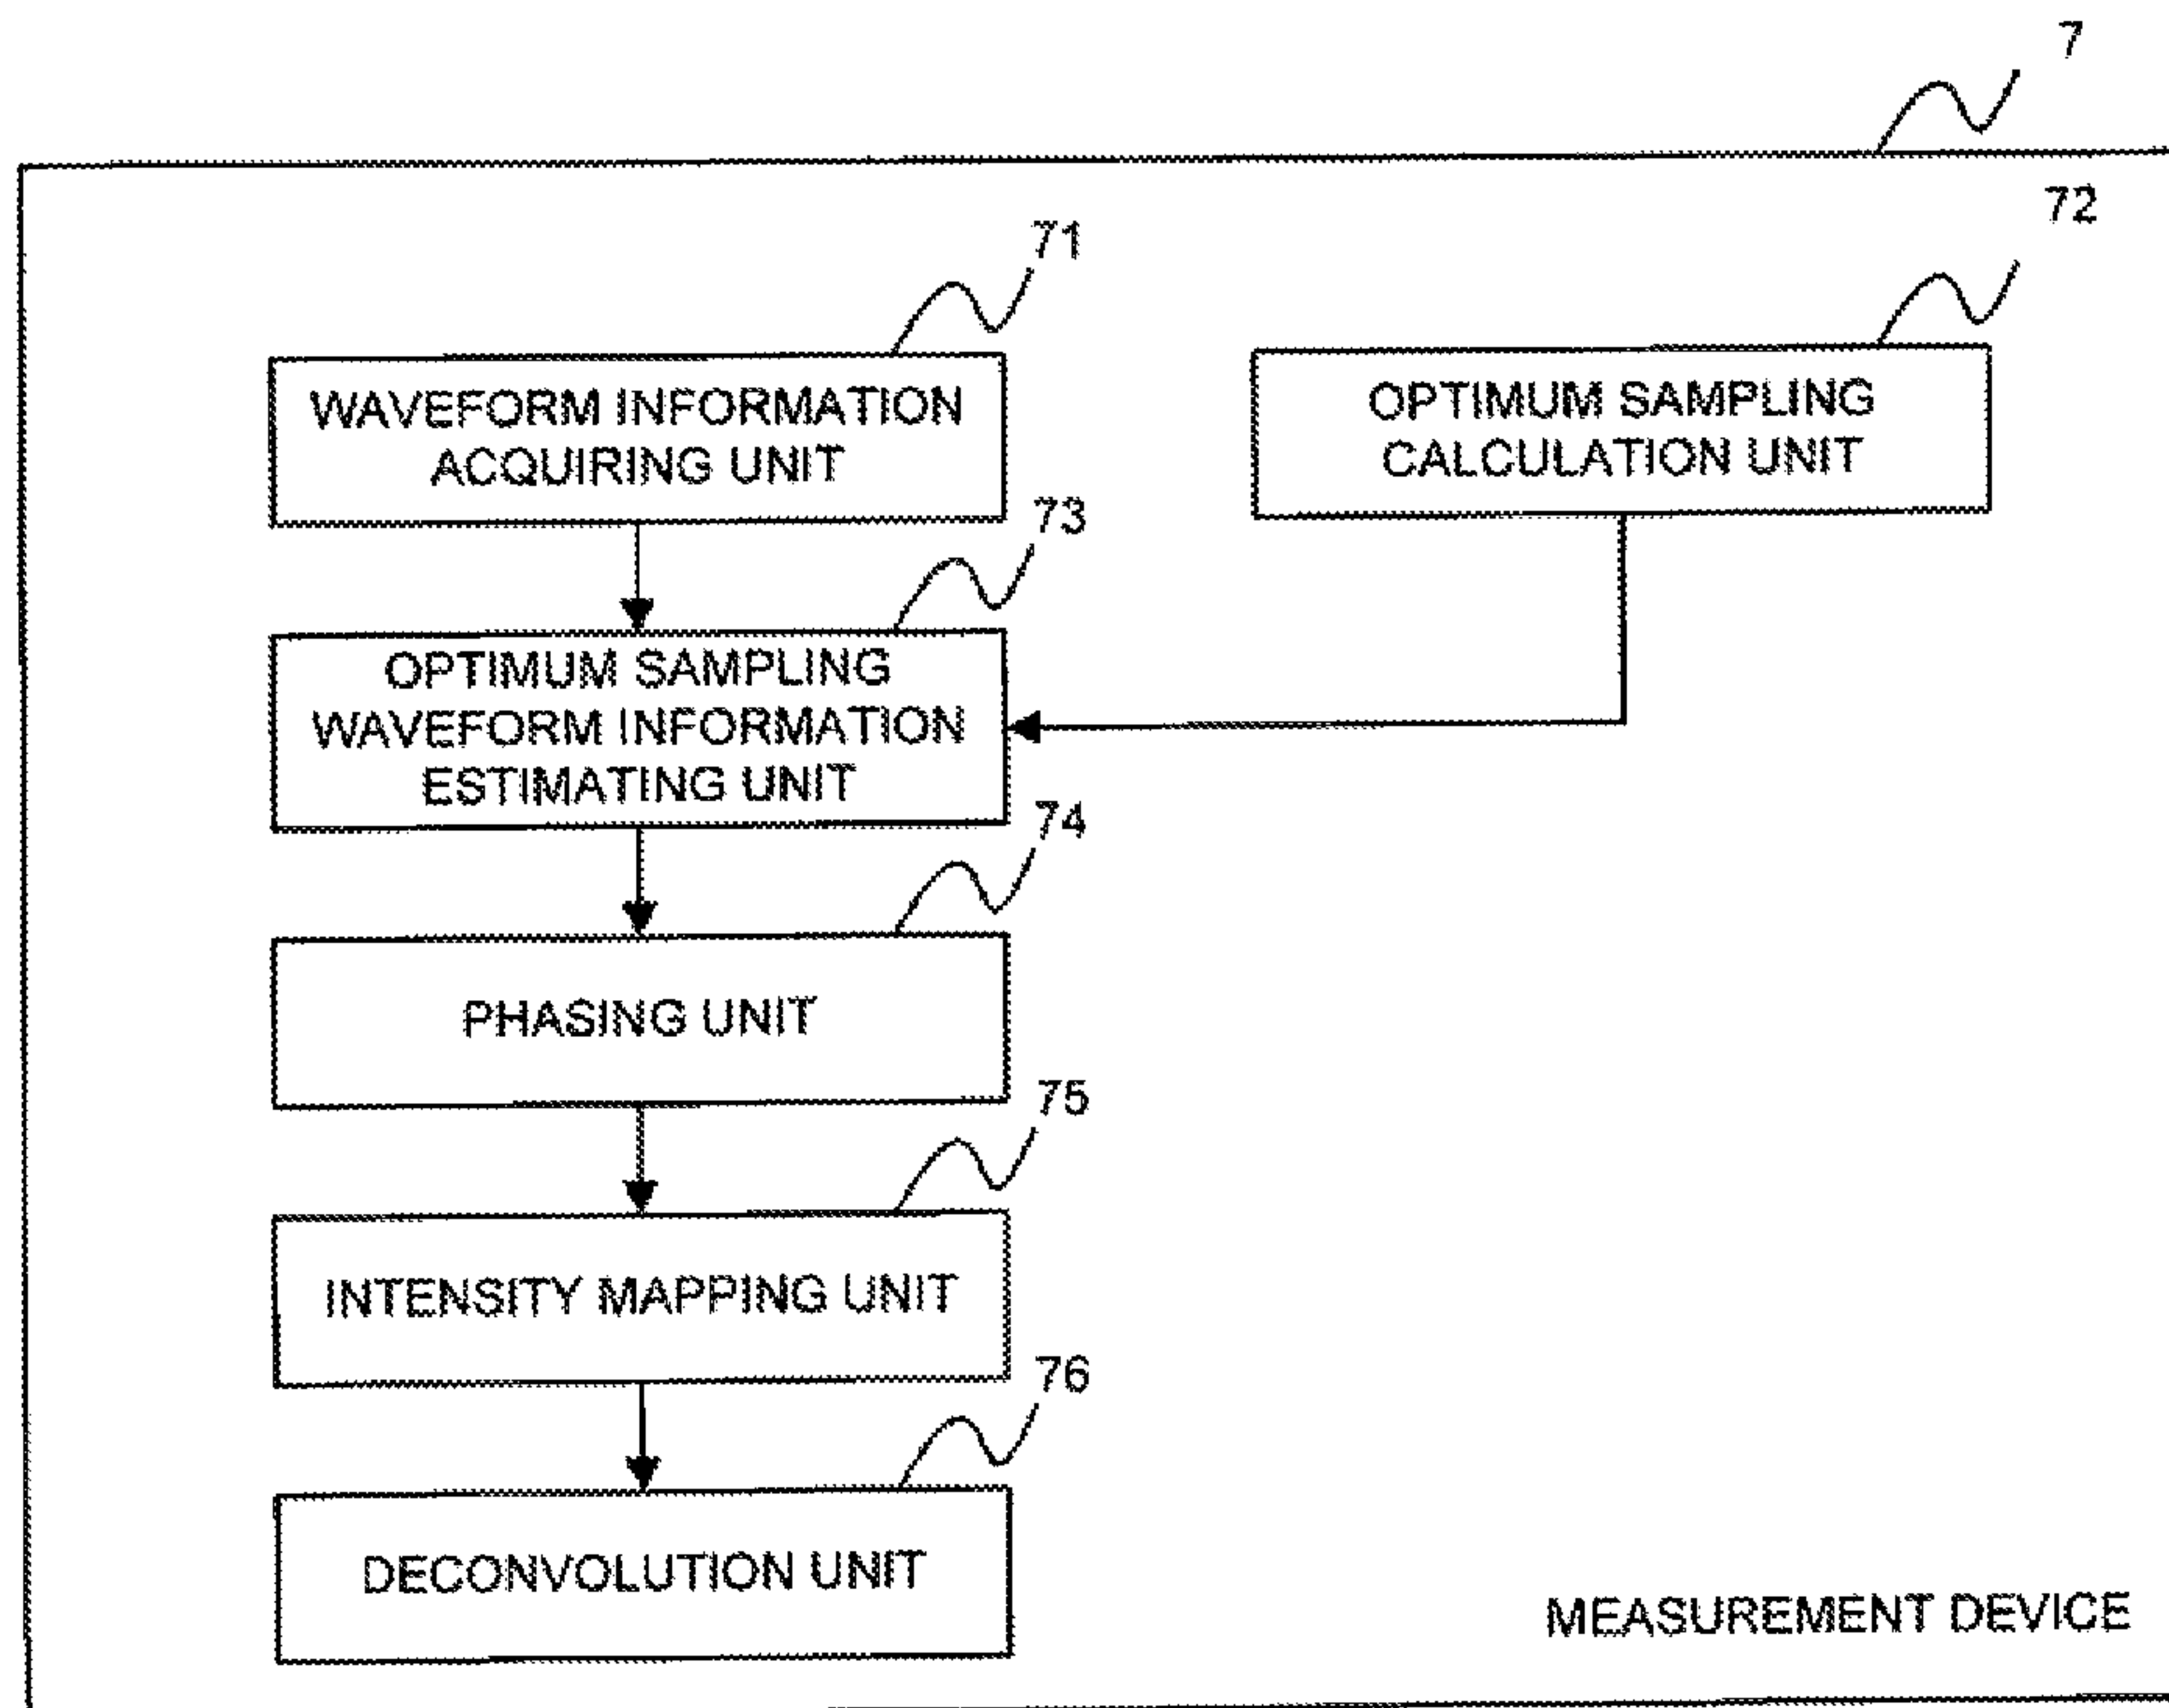 7
71
72
WAVEFORM INFORMATION
ACQUIRING UNIT
OPTIMUM SAMPLING
CALCULATION UNIT
73
OPTIMUM SAMPLING
WAVEFORM INFORMATION
ESTIMATING UNIT
74
PHASING UNIT
75
INTENSITY MAPPING UNIT
76
DECONVOLUTION UNIT
MEASUREMENT DEVICE